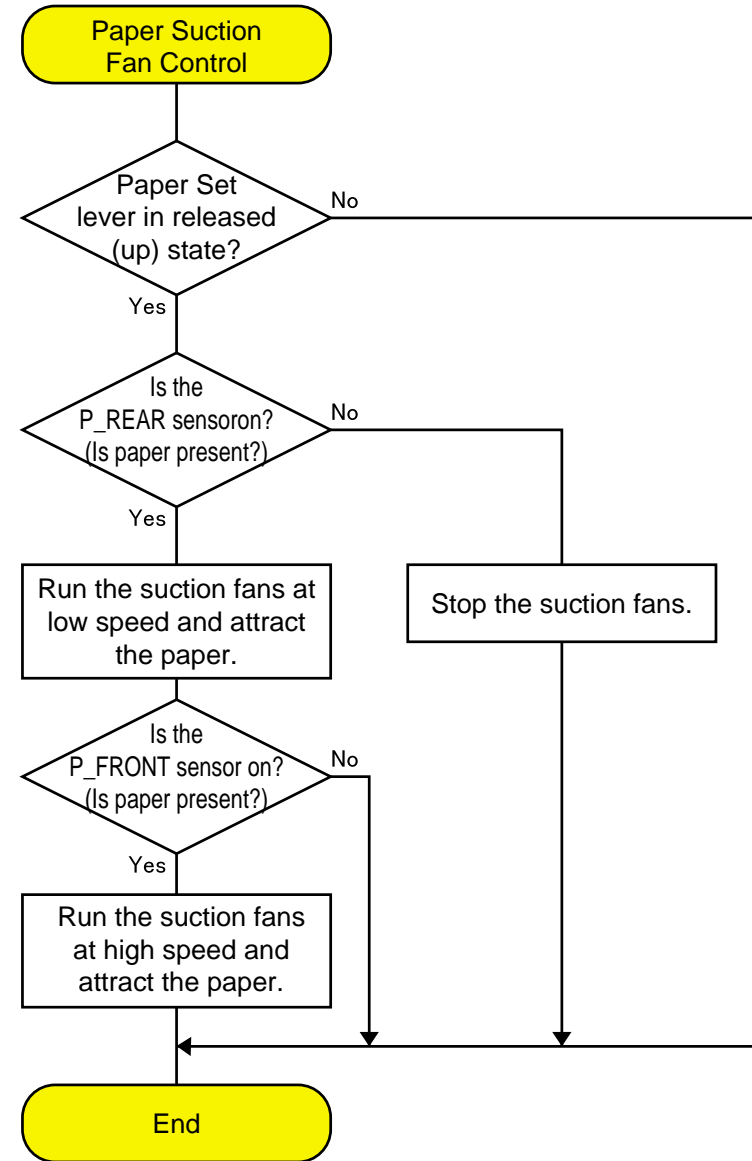 Paper Suction
Fan Control
Paper Set
lever in released
(up) state?
No
Yes
Is the
P_REAR sensoron?
(Is paper present?)
No
Yes
Run the suction fans at
low speed and attract
the paper.
Stop the suction fans.
Is the
P_FRONT sensor on?
(Is paper present?)
No
Yes
Run the suction fans
at high speed and
attract the paper.
End